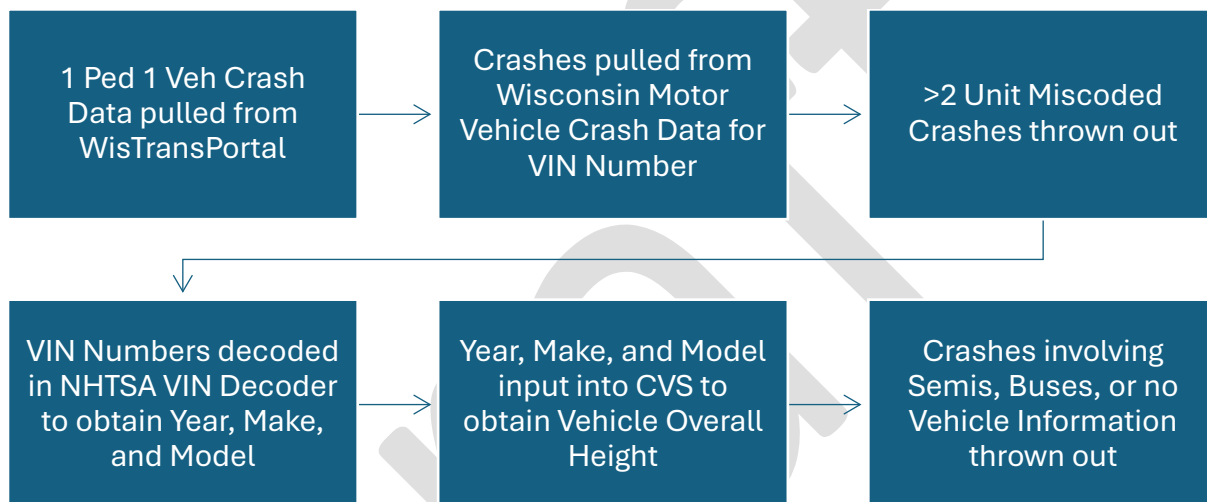 1 Ped 1 Veh Crash
Data pulled from
WisTransPortal
Crashes pulled from
Wisconsin Motor
Vehicle Crash Data for
VIN Number
>2 Unit Miscoded
Crashes thrown out
VIN Numbers decoded
in NHTSA VIN Decoder
to obtain Year, Make,
and Model
Year, Make, and Model
input into CVS to
obtain Vehicle Overall
Height
Crashes involving
Semis, Buses, or no
Vehicle Information
thrown out